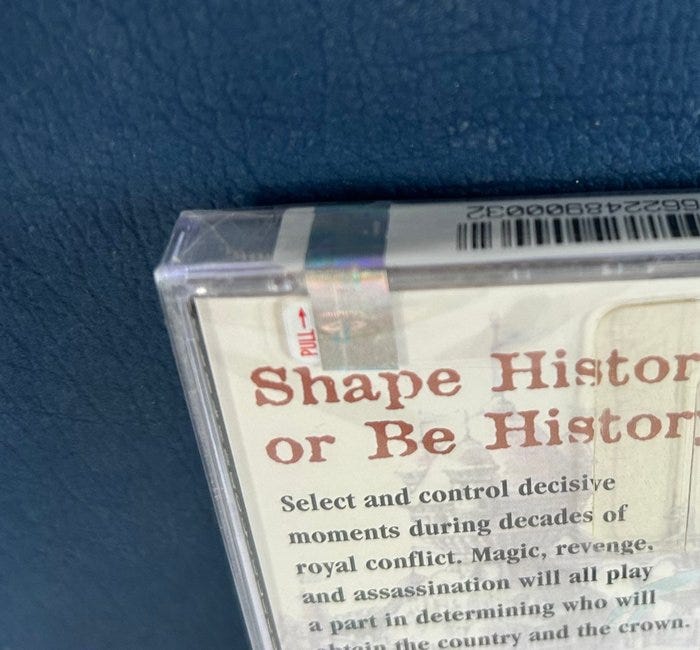 662248900032
PULL→
Shape Histor
or Be Histor
Select and control decisive
moments during decades of
royal conflict. Magic, revenge,
and assassination will all play
a part in determining who will
obtain the country and the crown.